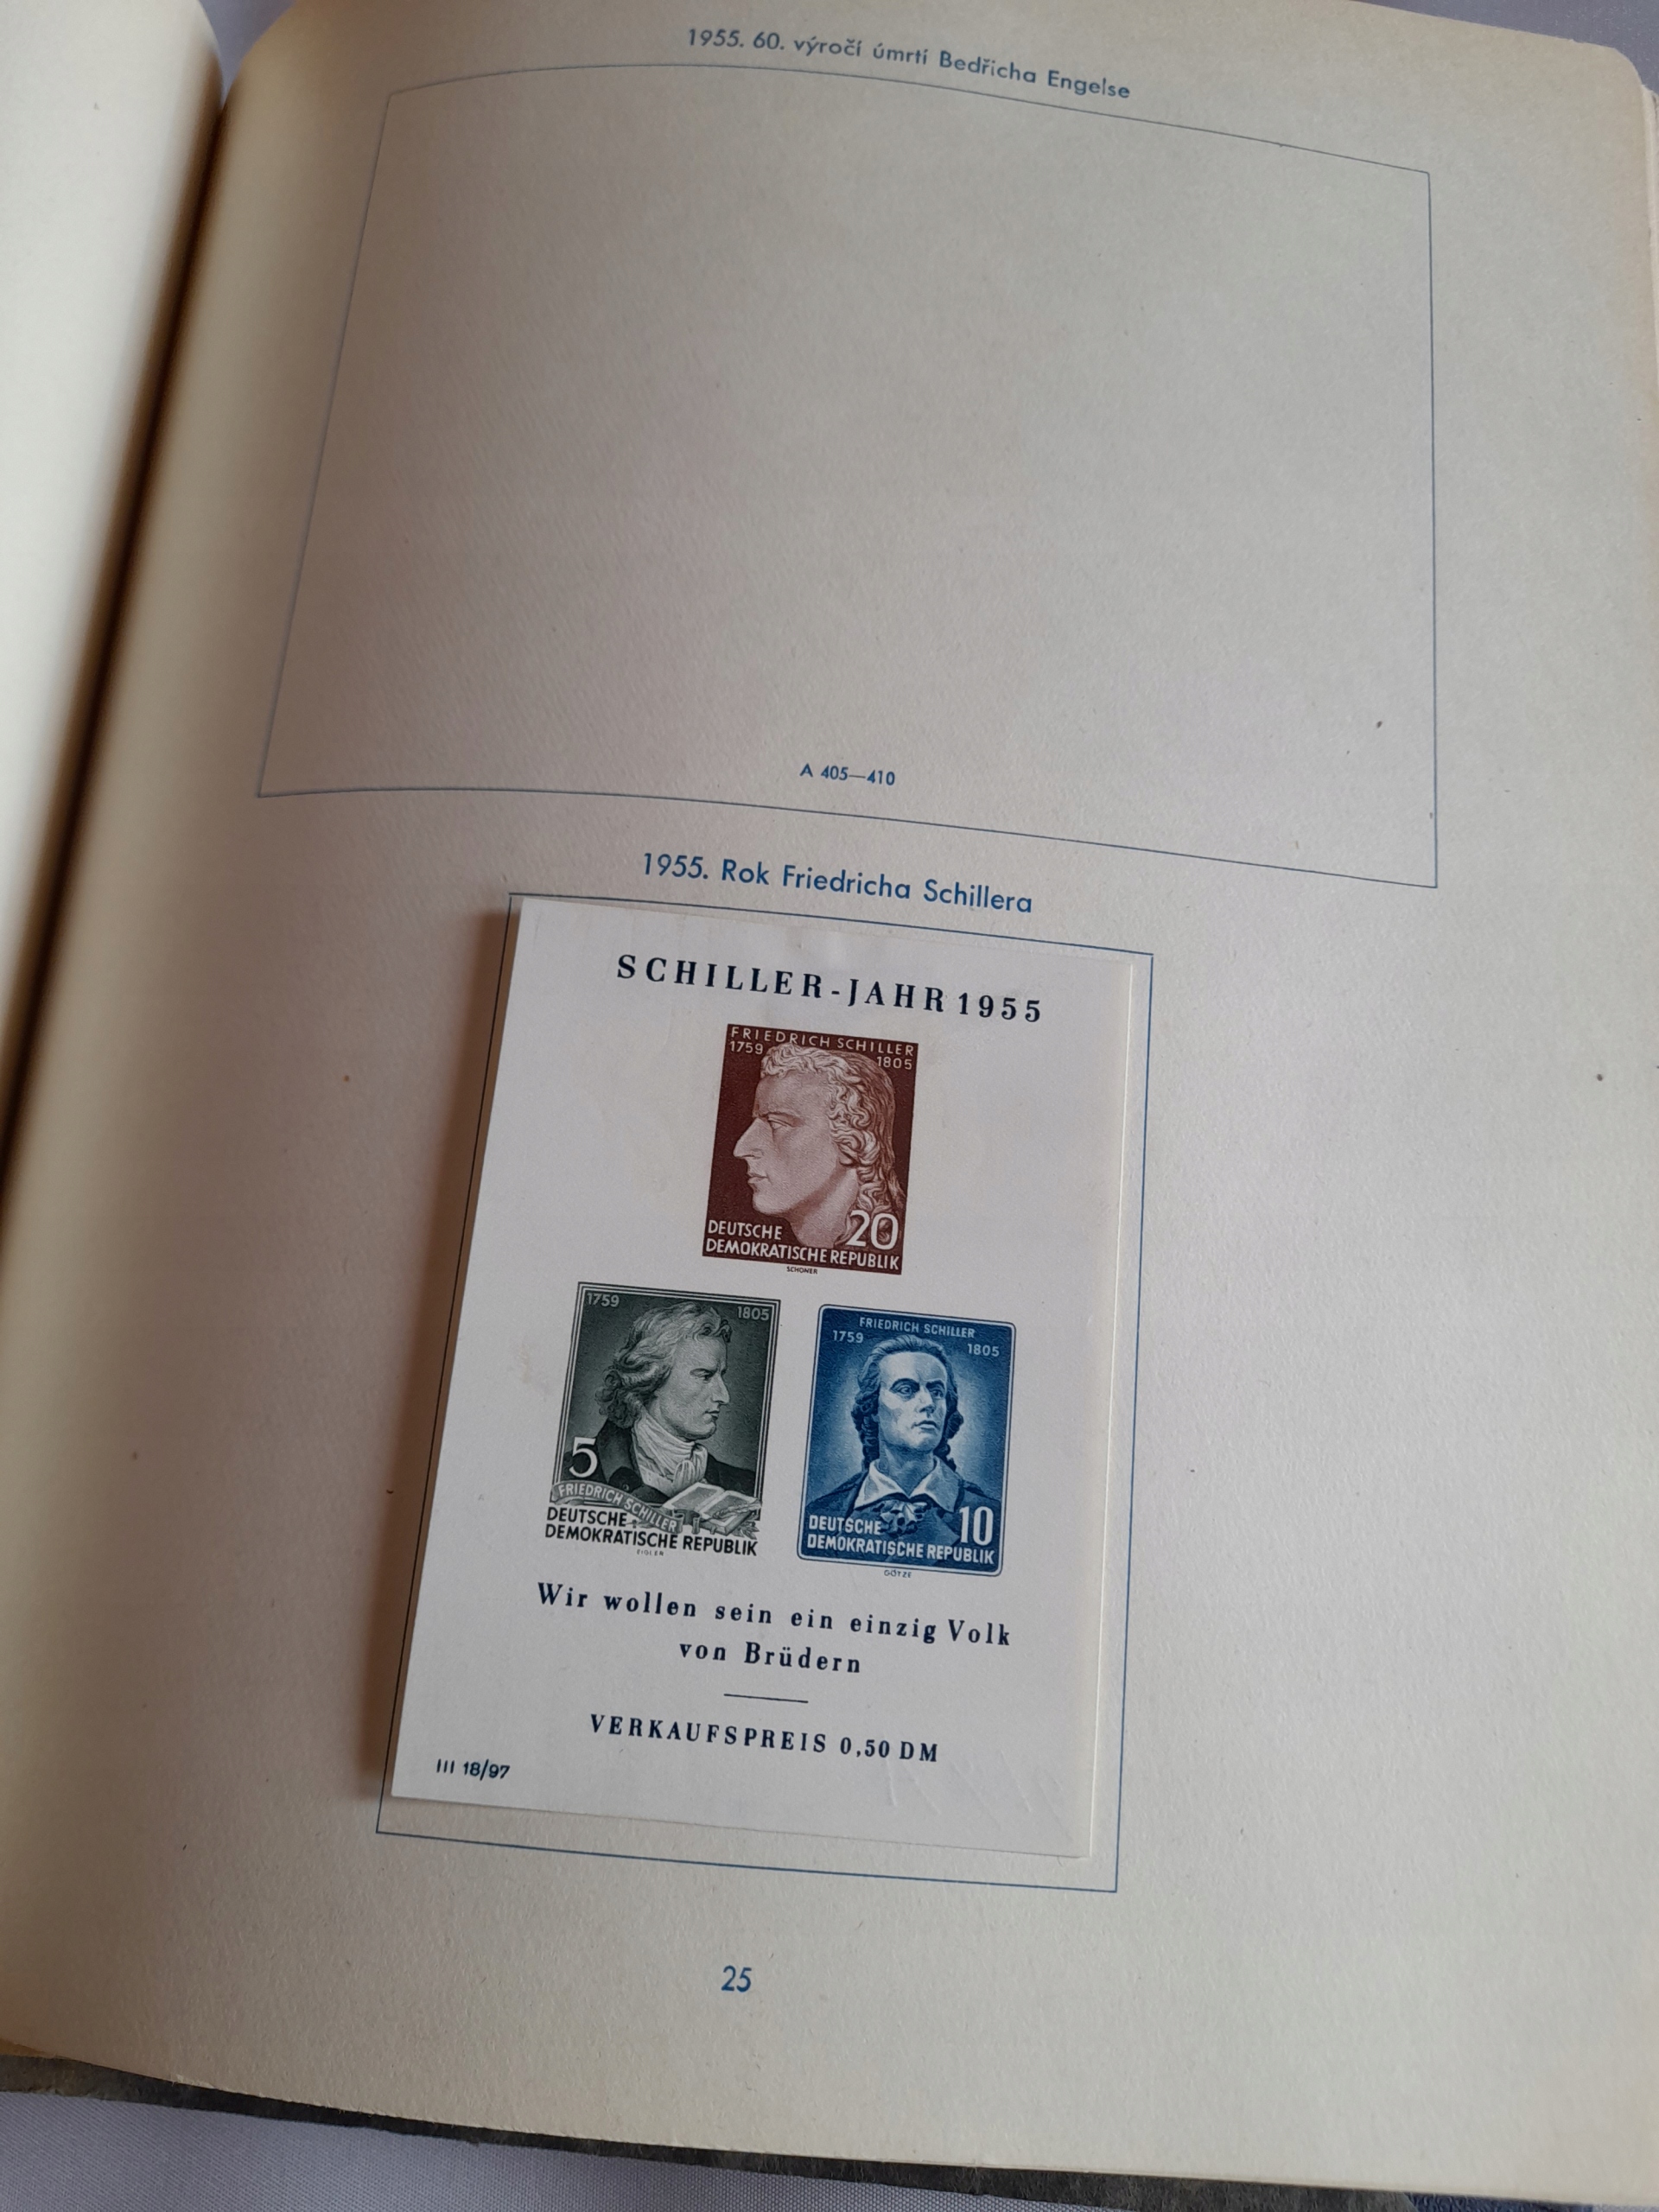 1955. 60. výročí úmrtí Bedřicha Engelse
A 405—410
1955. Rok Friedricha Schillera
SCHILLER-JAHR 1955
FRIEDRICH SCHILLER
1759 1805
20
DEUTSCHE
DEMOKRATISCHE REPUBLIK
SCHONER
1759 1805
5
FRIEDRICH SCHILLER
DEUTSCHE
DEMOKRATISCHE REPUBLIK
EIGLER
FRIEDRICH SCHILLER
1759 1805
10
DEUTSCHE
DEMOKRATISCHE REPUBLIK
GÖTZE
Wir wollen sein ein einzig Volk
von Brüdern
VERKAUFSPREIS 0,50 DM
III 18/97
25